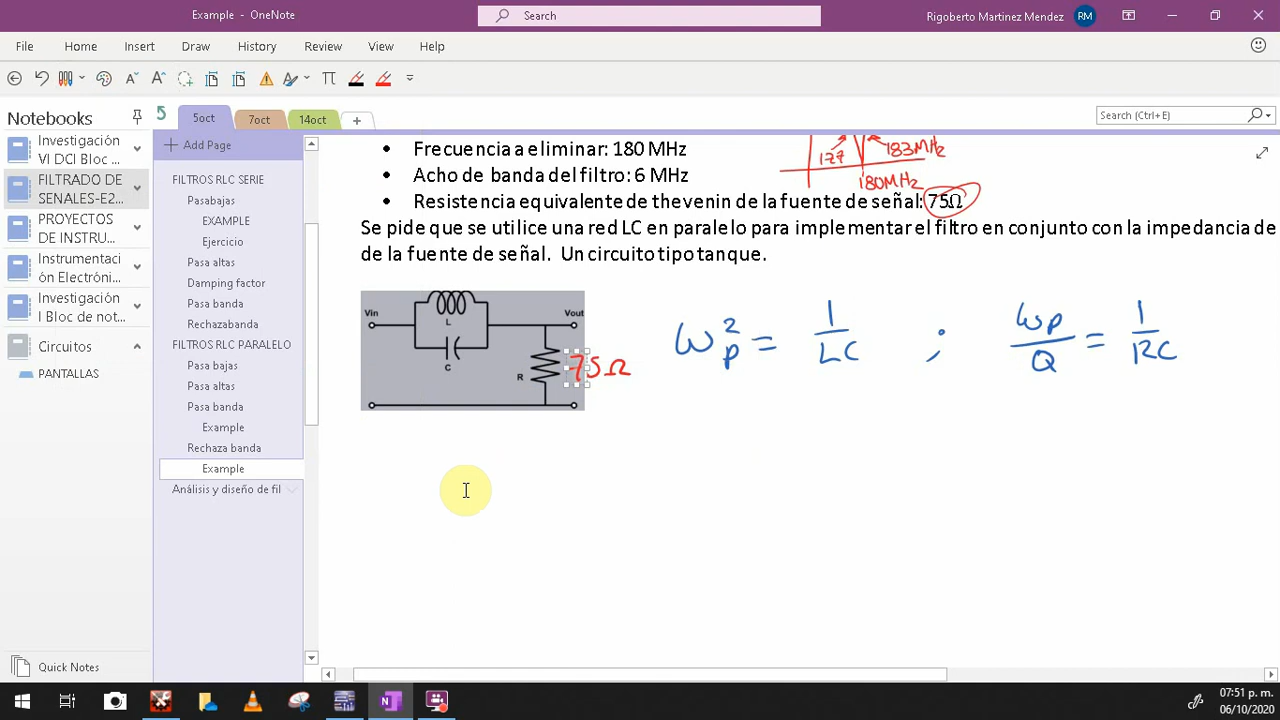 Example - OneNote
Search
Rigoberto Martinez Mendez
RM
File Home Insert Draw History Review View Help
Notebooks
5oct
7oct
14oct
+
Search (Ctrl+E)
Investigación
VI DCI Bloc ...
FILTRADO DE
SENALES-E2...
PROYECTOS
DE INSTRU...
Instrumentaci
ón Electróni...
Investigación
I Bloc de not...
Circuitos
PANTALLAS
Quick Notes
Add Page
FILTROS RLC SERIE
Pasabajas
EXAMPLE
Ejercicio
Pasa altas
Damping factor
Pasa banda
Rechazabanda
FILTROS RLC PARALELO
Pasa bajas
Pasa altas
Pasa banda
Example
Rechaza banda
Example
Análisis y diseño de fil
• Frecuencia a eliminar: 180 MHz
• Acho de banda del filtro: 6 MHz
• Resistencia equivalente de thevenin de la fuente de señal: 75Ω
177
183MHz
180MHz
Se pide que se utilice una red LC en paralelo para implementar el filtro en conjunto con la impedancia de
de la fuente de señal. Un circuito tipo tanque.
Vin
L
C
Vout
R
75Ω
ωp² = 1/LC ; ωp/Q = 1/RC
07:51 p. m.
06/10/2020